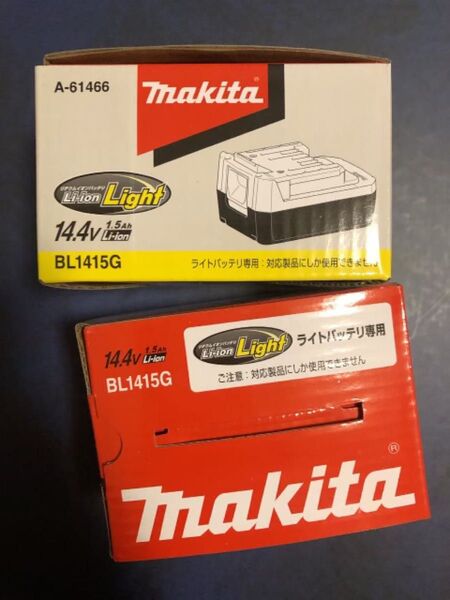 A-61466
makita®
リチウムイオンバッテリ
Li-ion Light
14.4V 1.5Ah Li-ion
BL1415G
ライトバッテリ専用:対応製品にしか使用できません
14.4V 1.5Ah Li-ion
BL1415G
リチウムイオンバッテリ
Li-ion Light
ライトバッテリ専用
ご注意:対応製品にしか使用できません
makita®